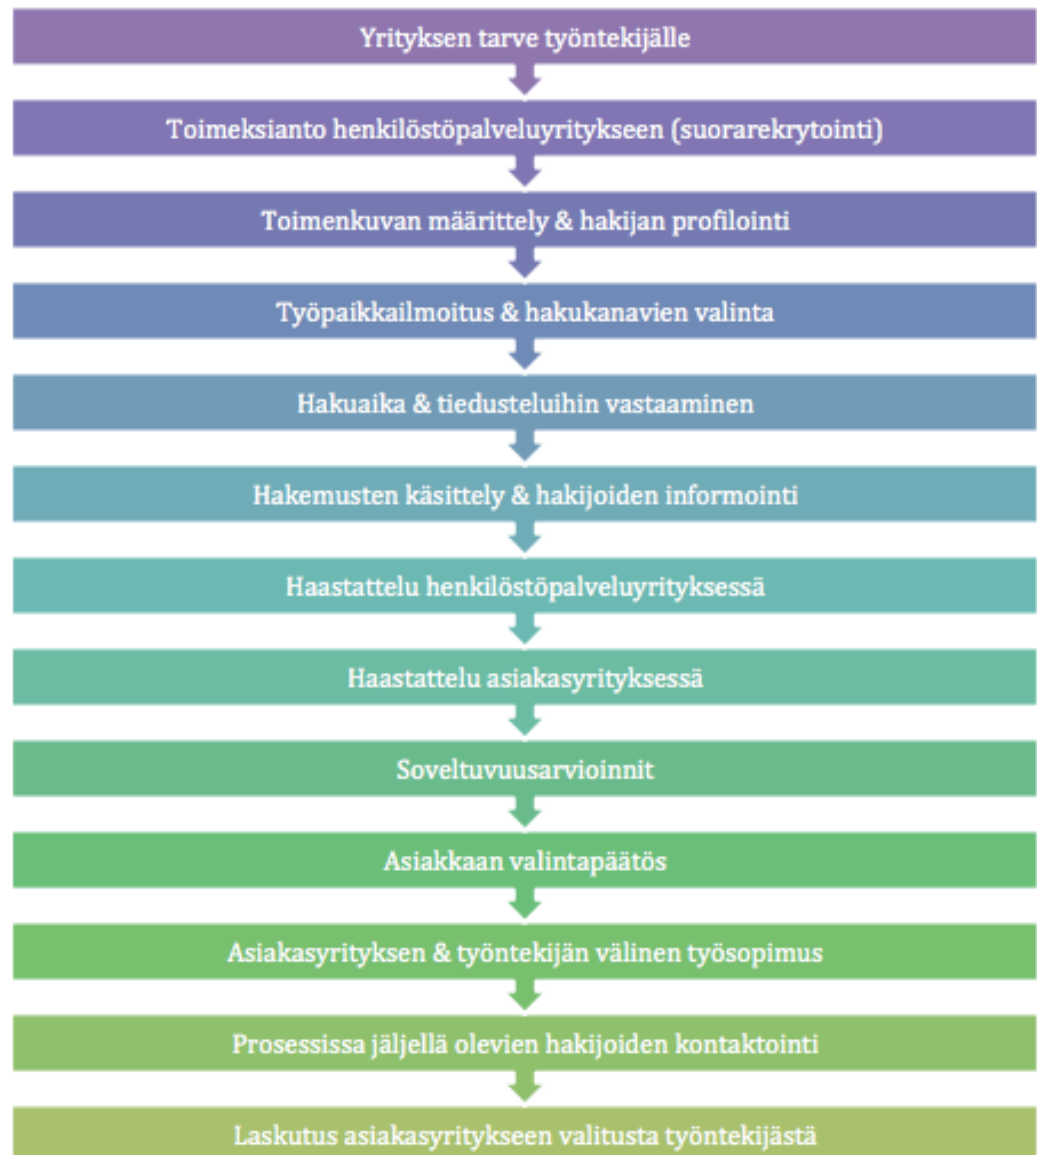 Yrityksen tarve työntekijälle
Toimeksianto henkilöstöpalveluyritykseen (suorarekrytointi)
Toimenkuvan määrittely & hakijan profilointi
Työpaikkailmoitus & hakukanavien valinta
Hakuaika & tiedusteluihin vastaaminen
Hakemusten käsittely & hakijoiden informointi
Haastattelu henkilöstöpalveluyrityksessä
Haastattelu asiakasyrityksessä
Soveltuvuusarvioinnit
Asiakkaan valintapäätös
Asiakasyrityksen & työntekijän välinen työsopimus
Prosessissa jäljellä olevien hakijoiden kontaktointi
Laskutus asiakasyritykseen valitusta työntekijästä